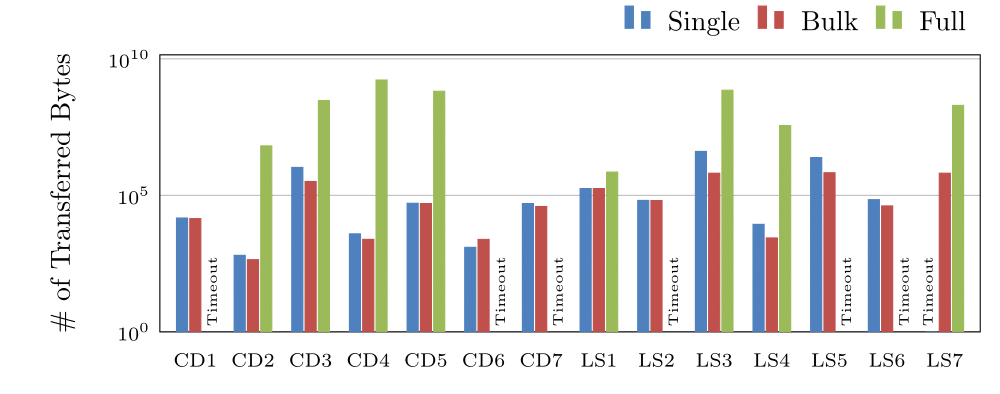 Single Bulk Full
# of Transferred Bytes
10^10
10^5
10^0
Timeout Timeout Timeout Timeout Timeout Timeout Timeout
CD1 CD2 CD3 CD4 CD5 CD6 CD7 LS1 LS2 LS3 LS4 LS5 LS6 LS7